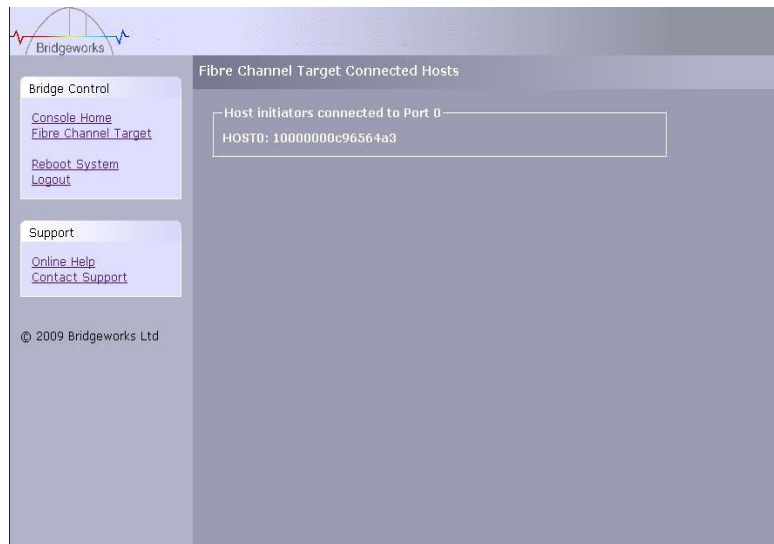 Bridgeworks
Fibre Channel Target Connected Hosts
Bridge Control
Console Home
Fibre Channel Target
Reboot System
Logout
Support
Online Help
Contact Support
© 2009 Bridgeworks Ltd
Host initiators connected to Port 0
HOST0: 10000000c96564a3